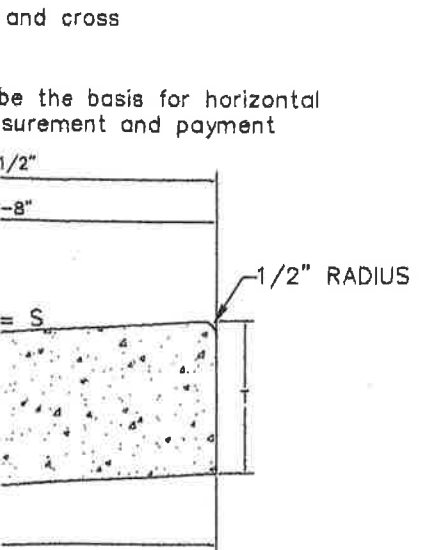 and cross
be the basis for horizontal
surement and payment
1/2"
-8"
1/2" RADIUS
= S
T